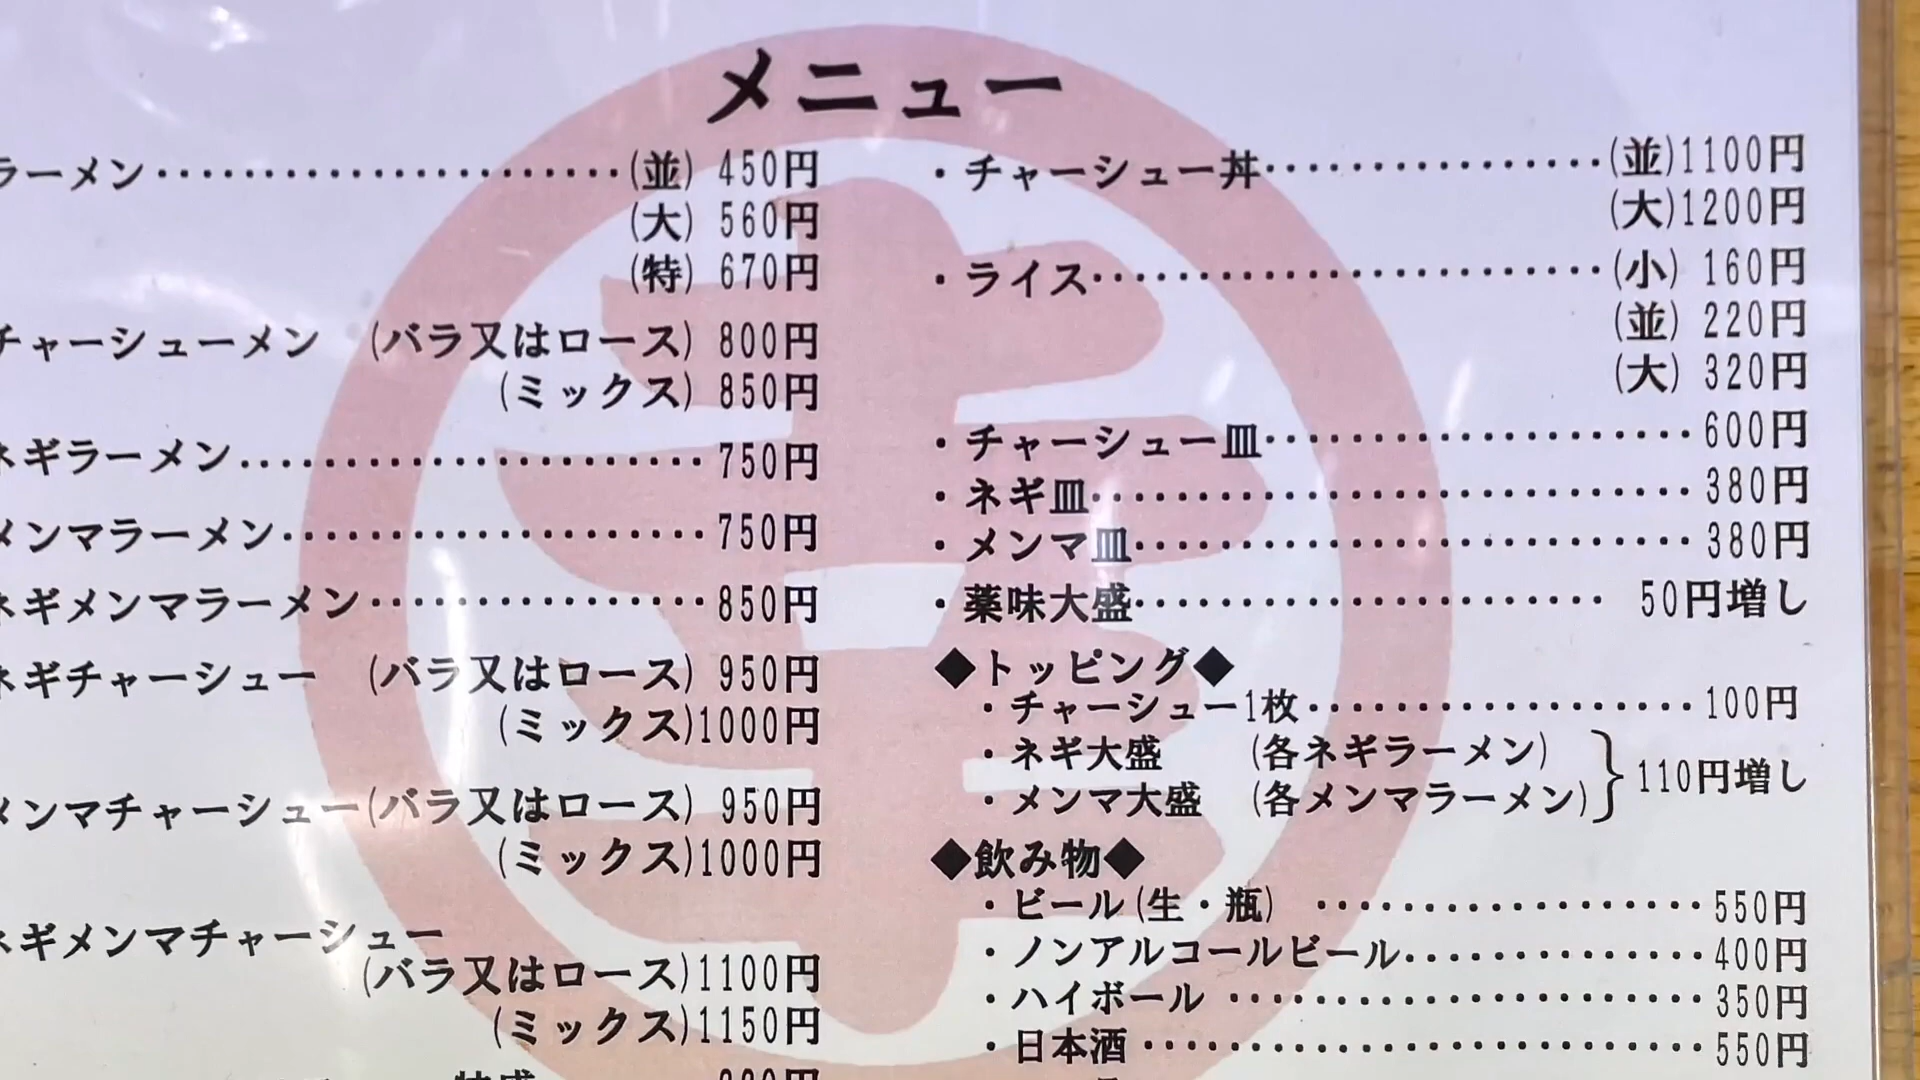 メニュー
ラーメン・・・・・・・・・・・・・・・・・・・・・・(並) 450円
(大) 560円
(特) 670円
チャーシューメン (バラ又はロース) 800円
(ミックス) 850円
ネギラーメン・・・・・・・・・・・・・・・・・・・・・・750円
メンマラーメン・・・・・・・・・・・・・・・・・・・・750円
ネギメンマラーメン・・・・・・・・・・・・・・・・850円
ネギチャーシュー (バラ又はロース) 950円
(ミックス)1000円
メンマチャーシュー(バラ又はロース) 950円
(ミックス)1000円
ネギメンマチャーシュー
(バラ又はロース)1100円
(ミックス)1150円
・チャーシュー丼・・・・・・・・・・・・・・・・(並)1100円
(大)1200円
・ライス・・・・・・・・・・・・・・・・・・・・・・・・(小) 160円
(並) 220円
(大) 320円
・チャーシュー皿・・・・・・・・・・・・・・・・・・・・600円
・ネギ皿・・・・・・・・・・・・・・・・・・・・・・・・・・・・380円
・メンマ皿・・・・・・・・・・・・・・・・・・・・・・・・・・380円
・薬味大盛・・・・・・・・・・・・・・・・・・・・・・ 50円増し
◆トッピング◆
・チャーシュー1枚・・・・・・・・・・・・・・・・・・100円
・ネギ大盛 (各ネギラーメン)
・メンマ大盛 (各メンマラーメン)
}110円増し
◆飲み物◆
・ビール(生・瓶) ・・・・・・・・・・・・・・・・・・550円
・ノンアルコールビール・・・・・・・・・・・・・・400円
・ハイボール ・・・・・・・・・・・・・・・・・・・・・・350円
・日本酒・・・・・・・・・・・・・・・・・・・・・・・・・・550円